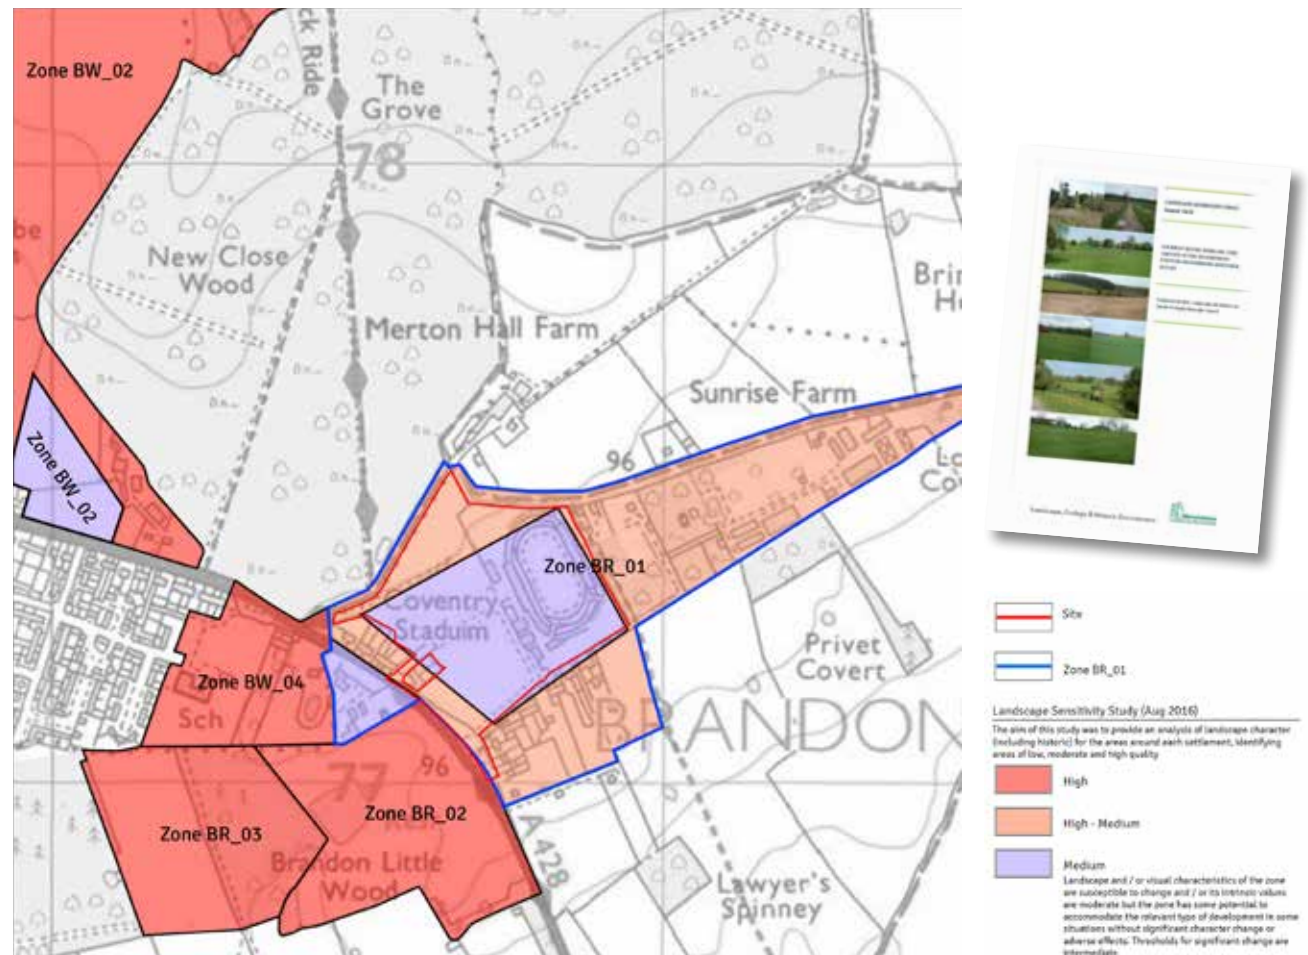 Zone BW_02
ck Ride
The
Grove
78
New Close
Wood
Brin
H
Merton Hall Farm
Sunrise Farm
Zone BW_02
96
Zone BR_01
Coventry
Staduim
Privet
Covert
Zone BW_04
Sch
BRANDON
77
96
Zone BR_02
Zone BR_03
Brandon Little
Wood
A 428
Lawyer's
Spinney
Site
Zone BR_01
Landscape Sensitivity Study (Aug 2016)
The aim of this study was to provide an analysis of landscape character
(including historic) for the areas around each settlement, identifying
areas of low, moderate and high quality
High
High - Medium
Medium
Landscape and / or visual characteristics of the zone
are susceptible to change and / or its intrinsic values
are moderate but the zone has some potential to
accommodate the relevant type of development in some
situations without significant character change or
adverse effects. Thresholds for significant change are
intermediate